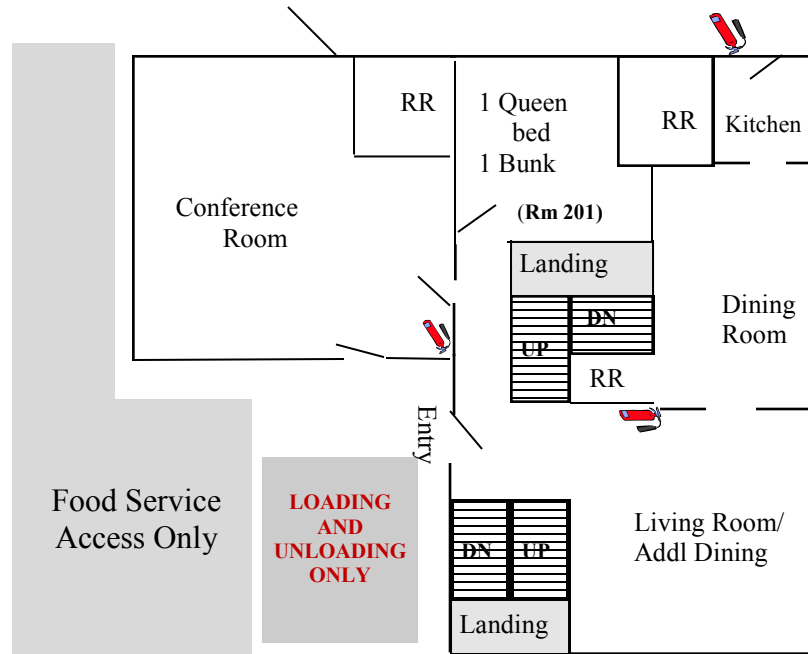 RR
1 Queen
bed
1 Bunk
RR
Kitchen
Conference
Room
(Rm 201)
Landing
Dining
Room
DN
UP
RR
Entry
Food Service
Access Only
LOADING
AND
UNLOADING
ONLY
DN
UP
Living Room/
Addl Dining
Landing